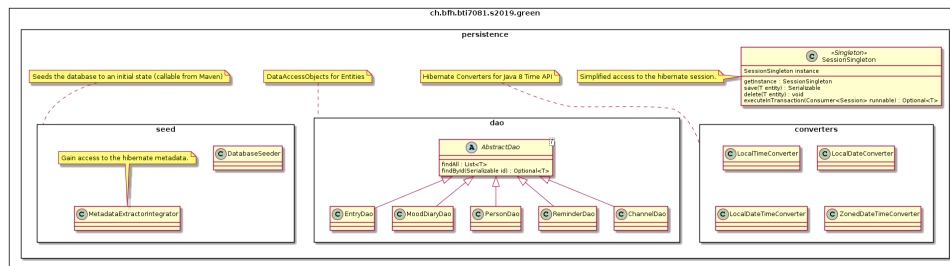 ch.bfh.bti7081.s2019.green
persistence
Seeds the database to an initial state (callable from Maven)
DataAccessObjects for Entities
Hibernate Converters for Java 8 Time API
Simplified access to the hibernate session.
C
«Singleton»
SessionSingleton
SessionSingleton instance
getInstance : SessionSingleton
save(T entity) : Serializable
delete(T entity) : void
executeInTransaction(Consumer<Session> runnable) : Optional<T>
seed
Gain access to the hibernate metadata.
C DatabaseSeeder
C MetadataExtractorIntegrator
dao
A AbstractDao
T
findAll : List<T>
findById(Serializable id) : Optional<T>
C EntryDao
C MoodDiaryDao
C PersonDao
C ReminderDao
C ChannelDao
converters
C LocalTimeConverter
C LocalDateConverter
C LocalDateTimeConverter
C ZonedDateTimeConverter